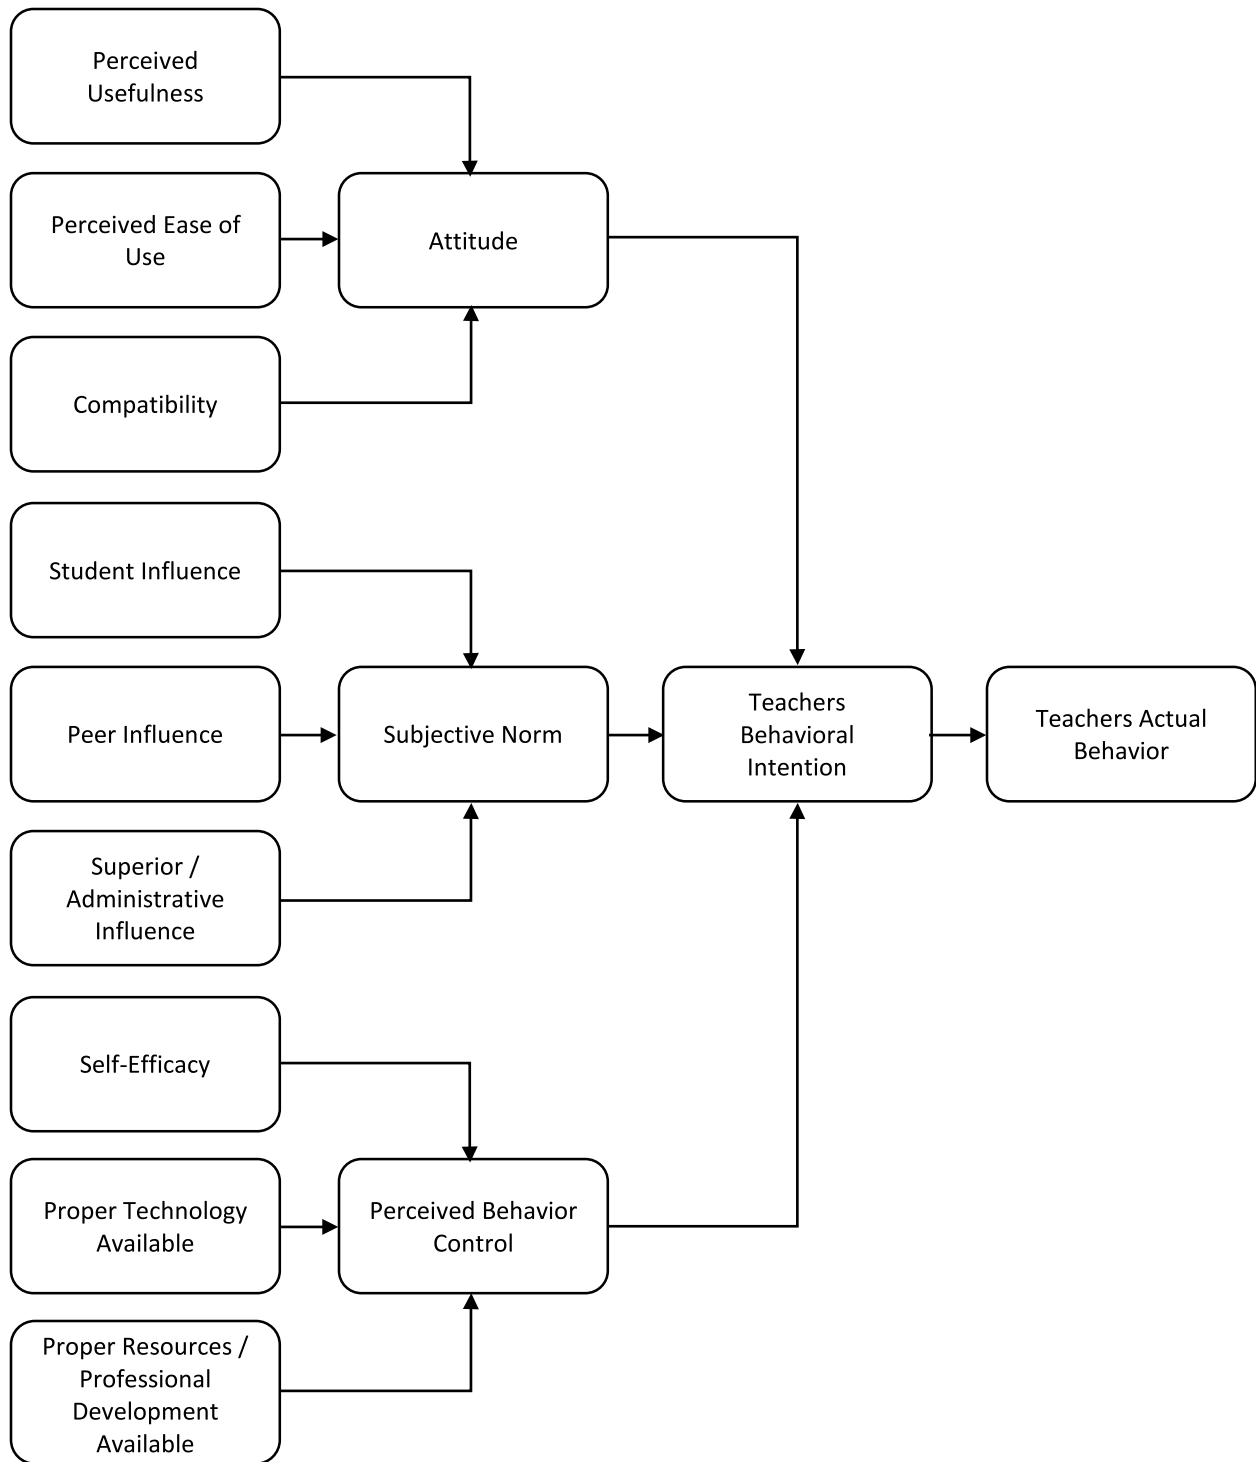 Perceived
Usefulness
Perceived Ease of
Use
Attitude
Compatibility
Student Influence
Peer Influence
Subjective Norm
Teachers
Behavioral
Intention
Teachers Actual
Behavior
Superior /
Administrative
Influence
Self-Efficacy
Proper Technology
Available
Perceived Behavior
Control
Proper Resources /
Professional
Development
Available